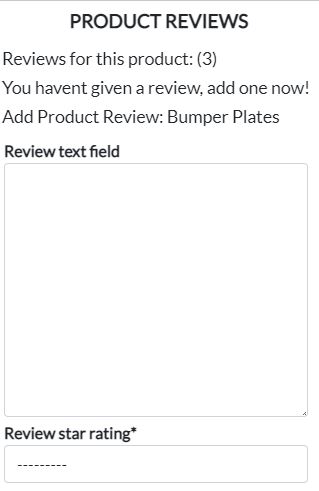 PRODUCT REVIEWS
Reviews for this product: (3)
You havent given a review, add one now!
Add Product Review: Bumper Plates
Review text field
Review star rating*
---------